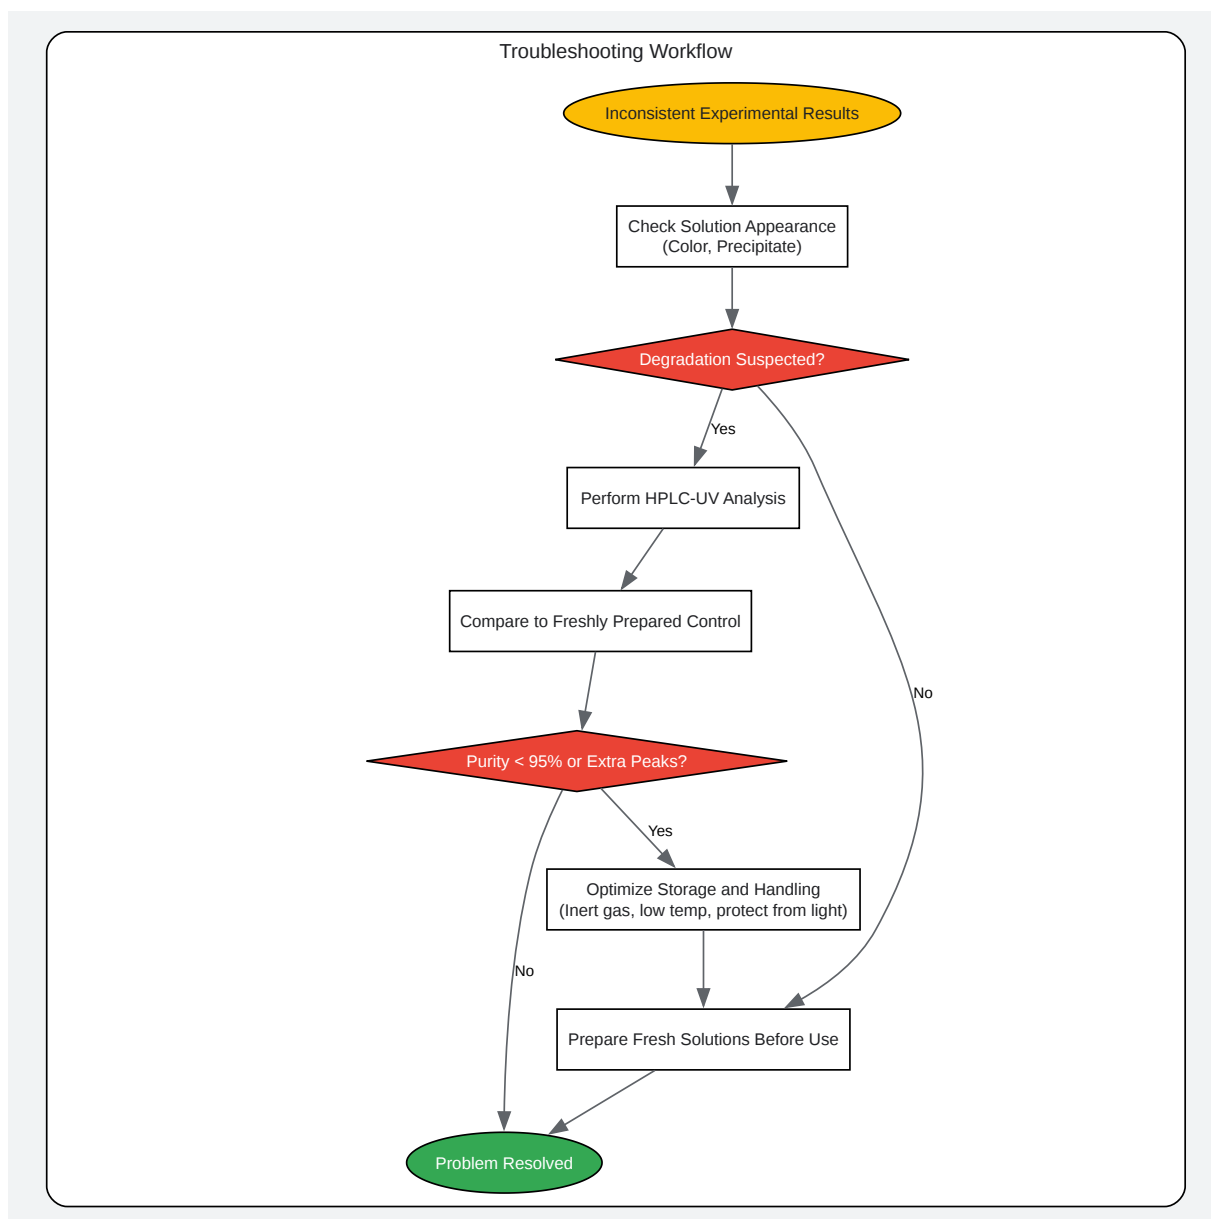 Troubleshooting Workflow
Inconsistent Experimental Results
Check Solution Appearance
(Color, Precipitate)
Degradation Suspected?
Yes
Perform HPLC-UV Analysis
Compare to Freshly Prepared Control
No
Purity < 95% or Extra Peaks?
Yes
Optimize Storage and Handling
(Inert gas, low temp, protect from light)
No
Prepare Fresh Solutions Before Use
Problem Resolved